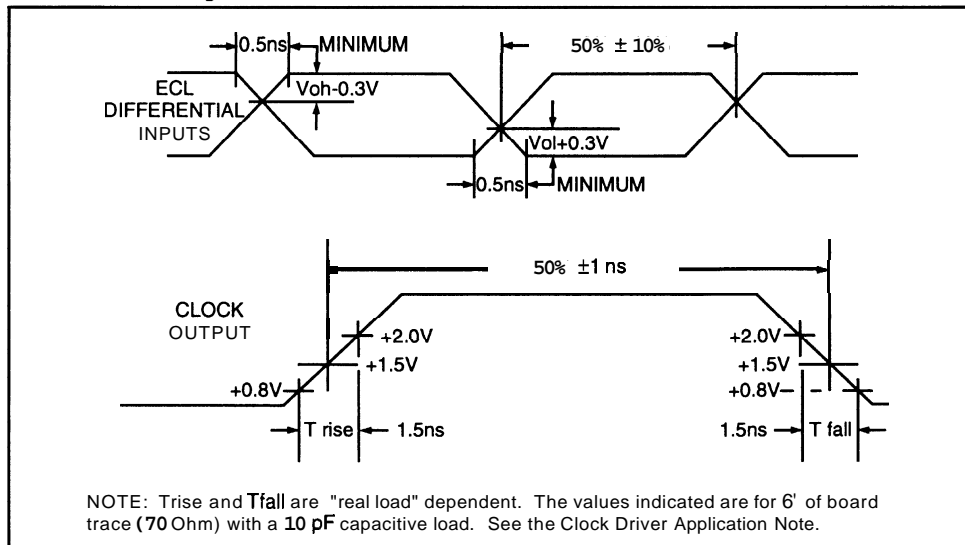 0.5ns MINIMUM
50% ± 10%
Voh-0.3V
ECL
DIFFERENTIAL
INPUTS
Vol+0.3V
0.5ns MINIMUM
50% ±1 ns
CLOCK
OUTPUT
+2.0V
+1.5V
+0.8V
+2.0V
+1.5V
+0.8V
T rise 1.5ns
1.5ns T fall
NOTE: Trise and Tfall are "real load" dependent. The values indicated are for 6' of board
trace (70 Ohm) with a 10 pF capacitive load. See the Clock Driver Application Note.